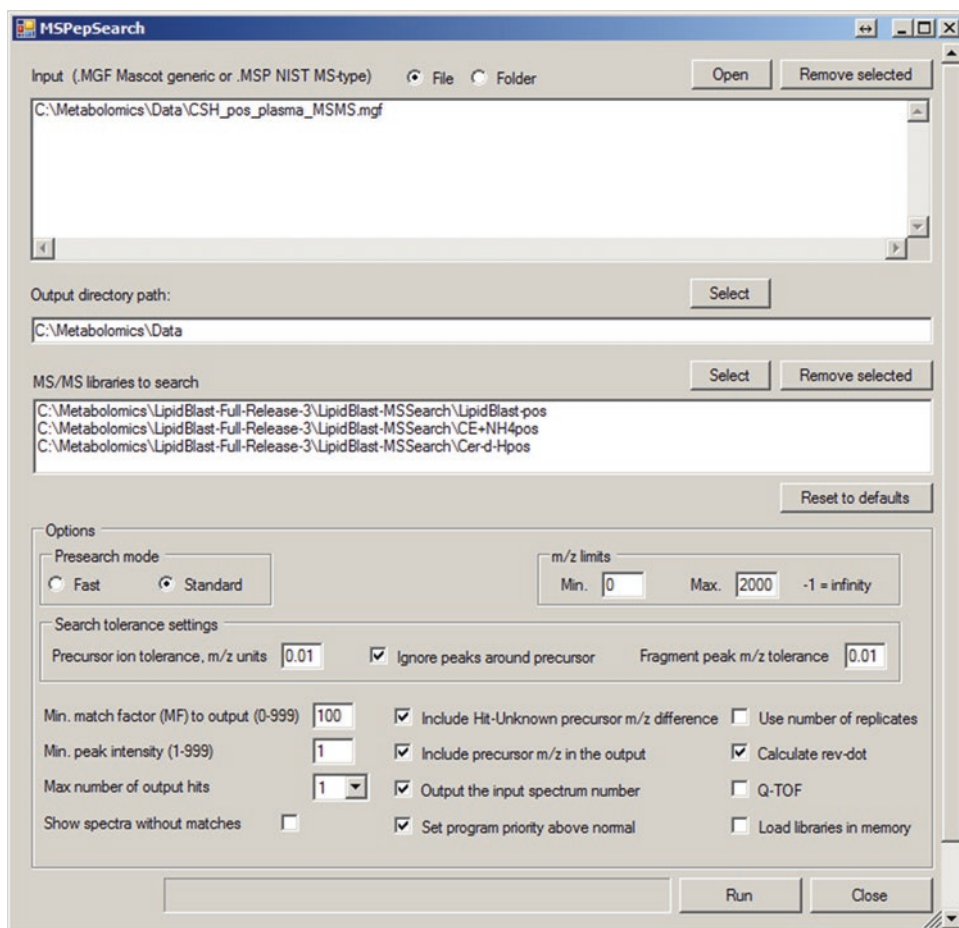 MSPepSearch
Input (.MGF Mascot generic or .MSP NIST MS-type) File Folder Open Remove selected
C:\Metabolomics\Data\CSH_pos_plasma_MSMS.mgf
Output directory path: Select
C:\Metabolomics\Data
MS/MS libraries to search Select Remove selected
C:\Metabolomics\LipidBlast-Full-Release-3\LipidBlast-MSSearch\LipidBlast-pos
C:\Metabolomics\LipidBlast-Full-Release-3\LipidBlast-MSSearch\CE+NH4pos
C:\Metabolomics\LipidBlast-Full-Release-3\LipidBlast-MSSearch\Cer-d-Hpos
Reset to defaults
Options
Presearch mode m/z limits
Fast Standard Min. 0 Max. 2000 -1 = infinity
Search tolerance settings
Precursor ion tolerance, m/z units 0.01 Ignore peaks around precursor Fragment peak m/z tolerance 0.01
Min. match factor (MF) to output (0-999) 100 Include Hit-Unknown precursor m/z difference Use number of replicates
Min. peak intensity (1-999) 1 Include precursor m/z in the output Calculate rev-dot
Max number of output hits 1 Output the input spectrum number Q-TOF
Show spectra without matches Set program priority above normal Load libraries in memory
Run Close